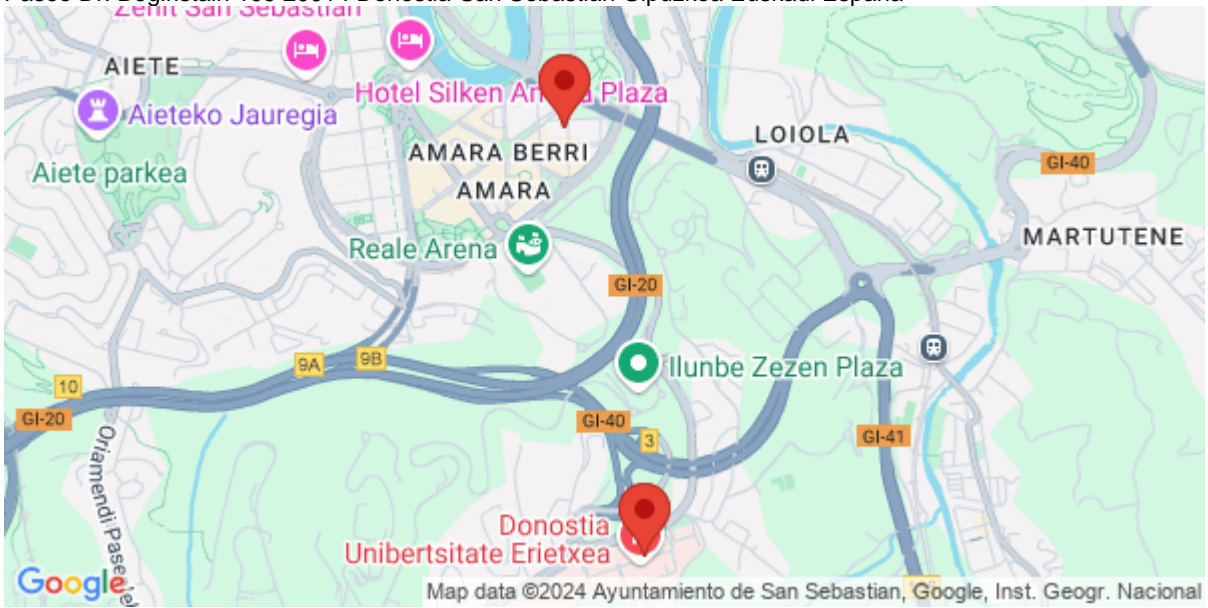 Zenit San Sebastián
AIETE
Hotel Silken Amara Plaza
Aieteko Jauregia
LOIOLA
AMARA BERRI
GI-40
Aiete parkea
AMARA
MARTUTENE
Reale Arena
GI-20
9A
9B
Ilunbe Zezen Plaza
10
GI-20
GI-40
3
GI-41
Oriamendi
Donostia
Unibertsitate Erietxea
Google
Map data ©2024 Ayuntamiento de San Sebastian, Google, Inst. Geogr. Nacional